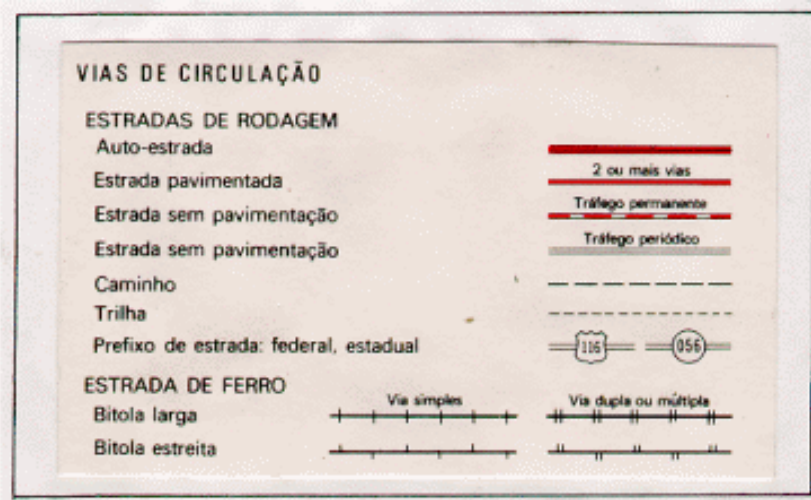 VIAS DE CIRCULAÇÃO
ESTRADAS DE RODAGEM
Auto-estrada
Estrada pavimentada 2 ou mais vias
Estrada sem pavimentação Tráfego permanente
Estrada sem pavimentação Tráfego periódico
Caminho
Trilha
Prefixo de estrada: federal, estadual 116 056
ESTRADA DE FERRO
Via simples Via dupla ou múltipla
Bitola larga
Bitola estreita